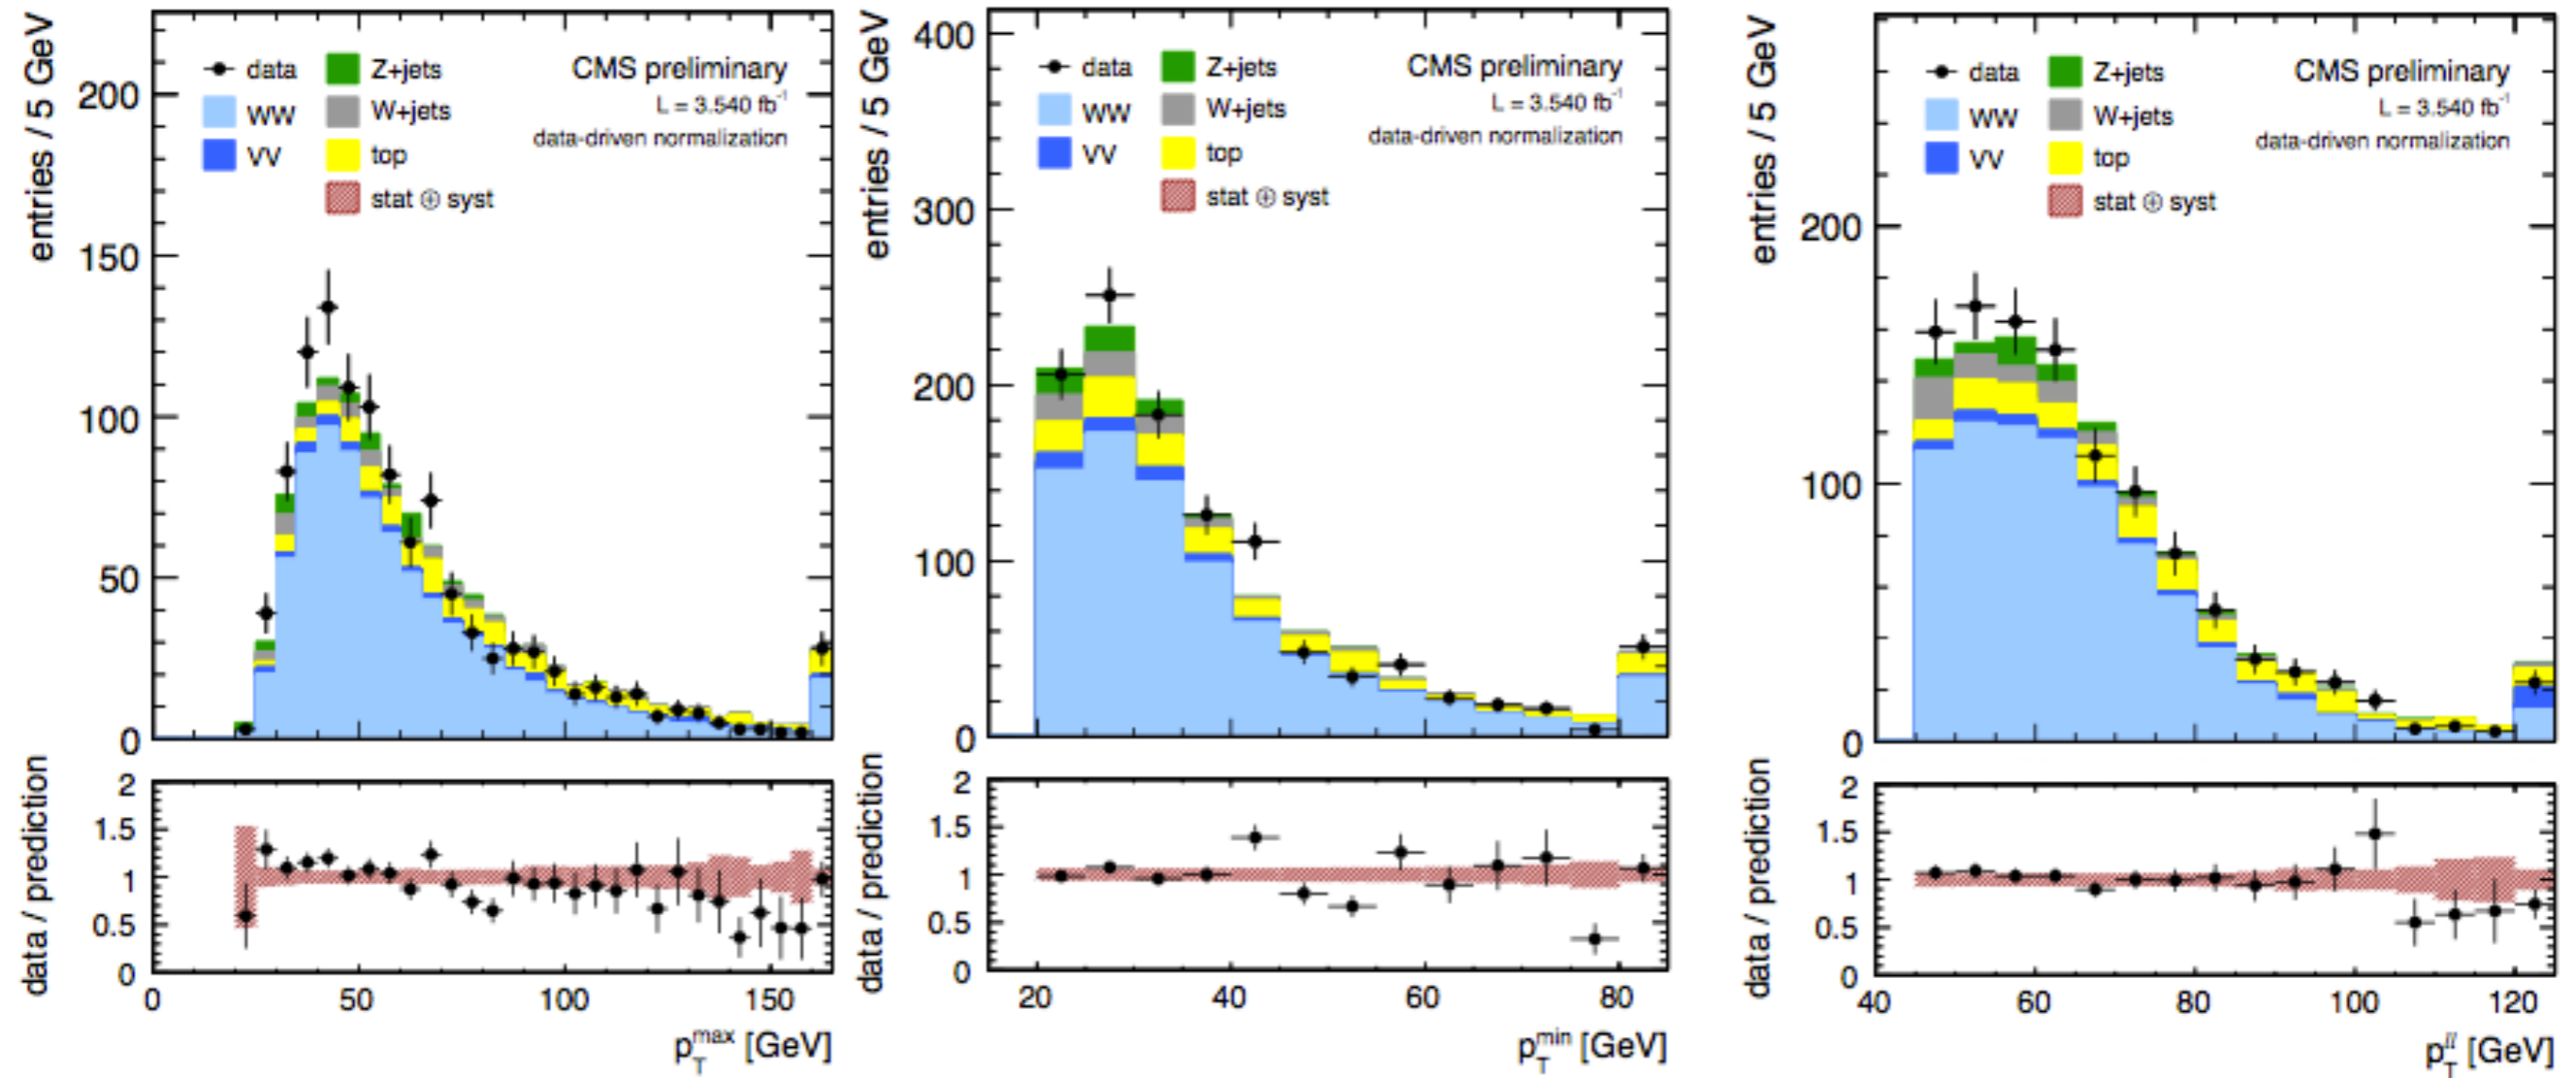 entries / 5 GeV
200
150
100
50
0
data
WW
VV
Z+jets
W+jets
top
stat ⊕ syst
CMS preliminary
L = 3.540 fb⁻¹
data-driven normalization
data / prediction
2
1.5
1
0.5
0
0 50 100 150
p_T^max [GeV]
entries / 5 GeV
400
300
200
100
0
data
WW
VV
Z+jets
W+jets
top
stat ⊕ syst
CMS preliminary
L = 3.540 fb⁻¹
data-driven normalization
data / prediction
2
1.5
1
0.5
0
20 40 60 80
p_T^min [GeV]
entries / 5 GeV
200
100
0
data
WW
VV
Z+jets
W+jets
top
stat ⊕ syst
CMS preliminary
L = 3.540 fb⁻¹
data-driven normalization
data / prediction
2
1.5
1
0.5
0
40 60 80 100 120
p_T^ll [GeV]